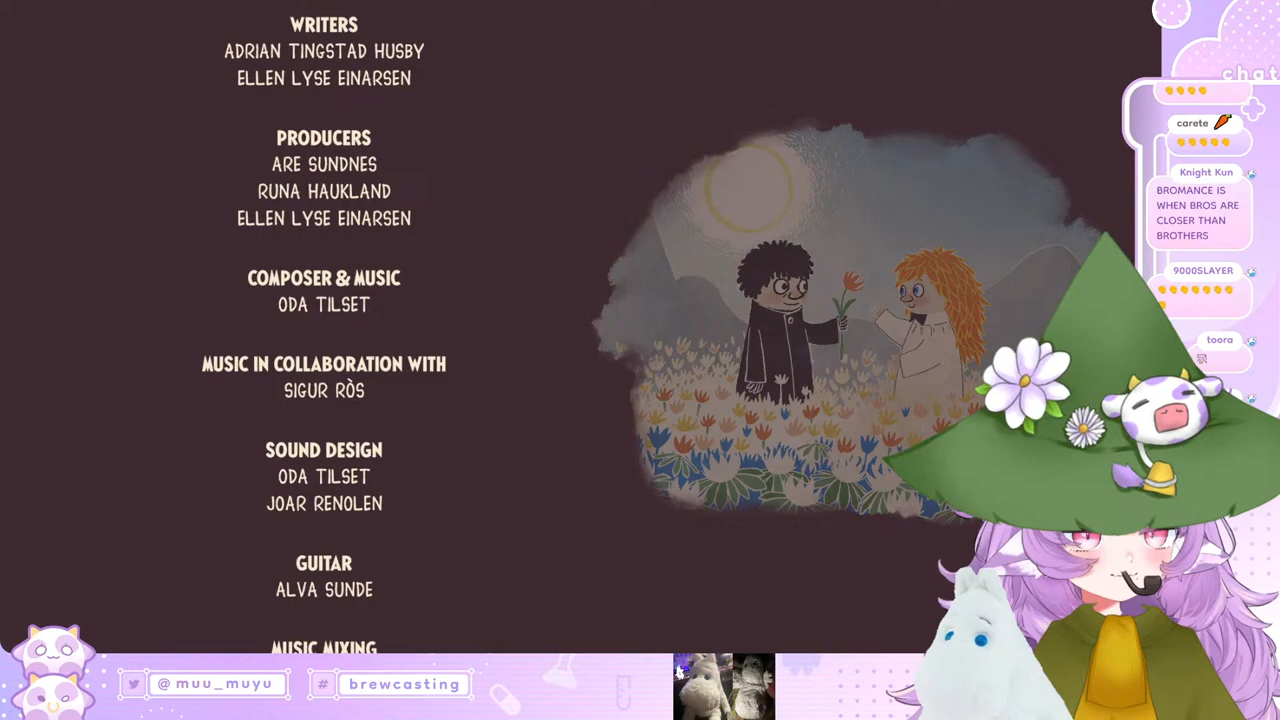 WRITERS
ADRIAN TINGSTAD HUSBY
ELLEN LYSE EINARSEN
PRODUCERS
ARE SUNDNES
RUNA HAUKLAND
ELLEN LYSE EINARSEN
COMPOSER & MUSIC
ODA TILSET
MUSIC IN COLLABORATION WITH
SIGUR RÒS
SOUND DESIGN
ODA TILSET
JOAR RENOLEN
GUITAR
ALVA SUNDE
MUSIC MIXING
chat
carete
Knight Kun
BROMANCE IS
WHEN BROS ARE
CLOSER THAN
BROTHERS
9000SLAYER
toora
@muu_muyu
# brewcasting